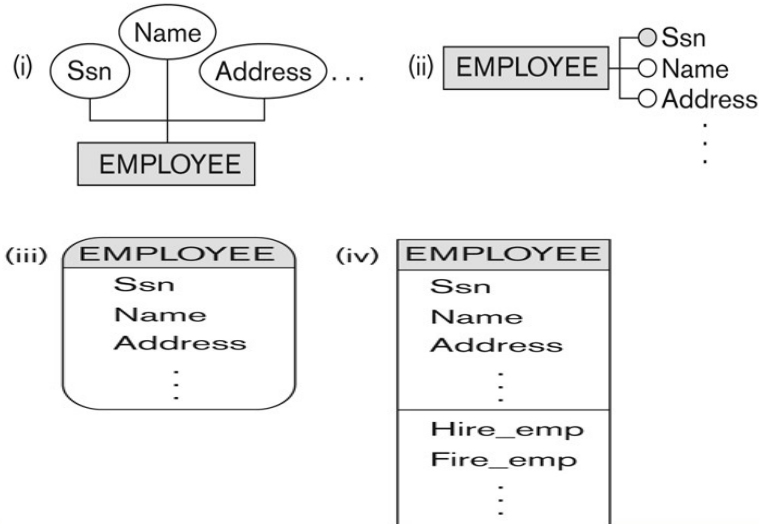 (i)
Name
Ssn
Address ...
EMPLOYEE
(ii)
EMPLOYEE
Ssn
Name
Address
.
.
.
(iii)
EMPLOYEE
Ssn
Name
Address
.
.
.
(iv)
EMPLOYEE
Ssn
Name
Address
.
.
.
Hire_emp
Fire_emp
.
.
.